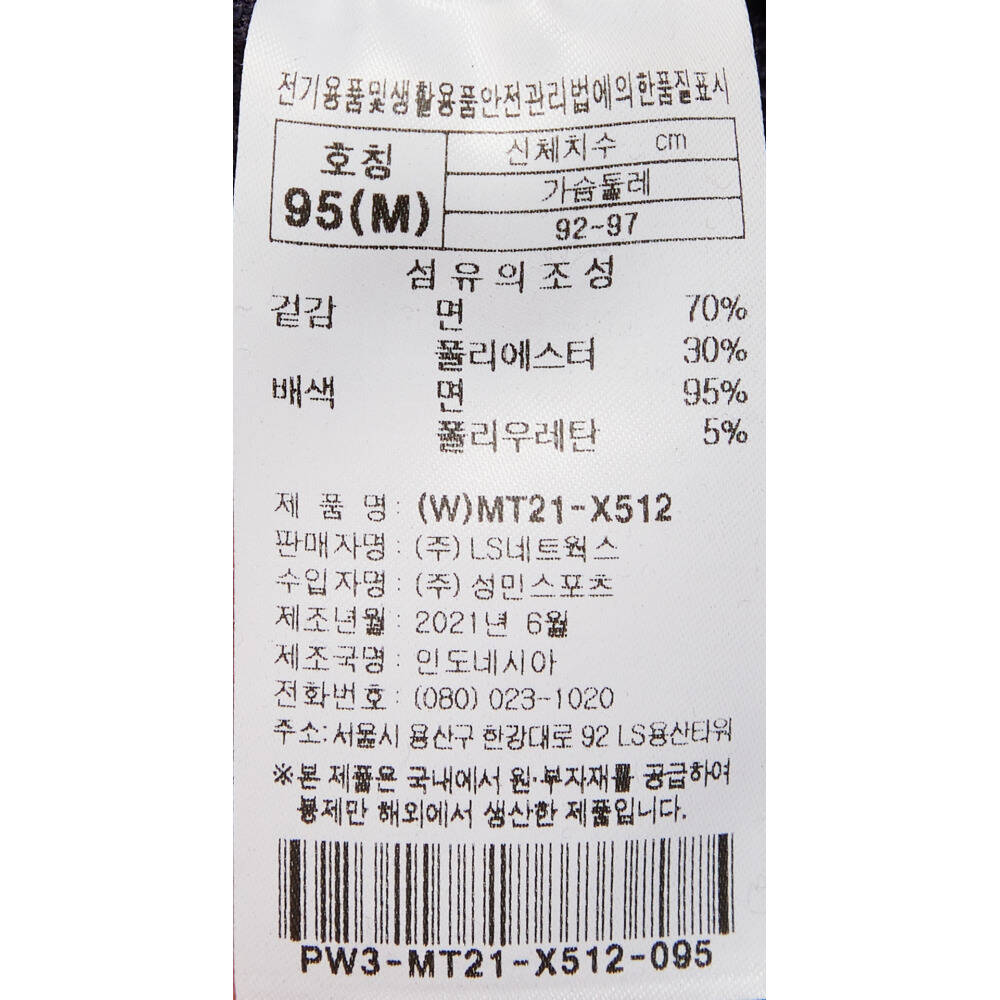 전기용품및생활용품안전관리법에의한품질표시
호칭
95(M)
신체치수 cm
가슴둘레
92-97
섬유의조성
겉감 면 70%
폴리에스터 30%
배색 면 95%
폴리우레탄 5%
제 품 명 : (W)MT21-X512
판매자명 : (주) LS네트웍스
수입자명 : (주) 성민스포츠
제조년월 : 2021년 6월
제조국명 : 인도네시아
전화번호 : (080) 023-1020
주소: 서울시 용산구 한강대로 92 LS용산타워
※본 제품은 국내에서 원·부자재를 공급하여
봉제만 해외에서 생산한 제품입니다.
PW3-MT21-X512-095